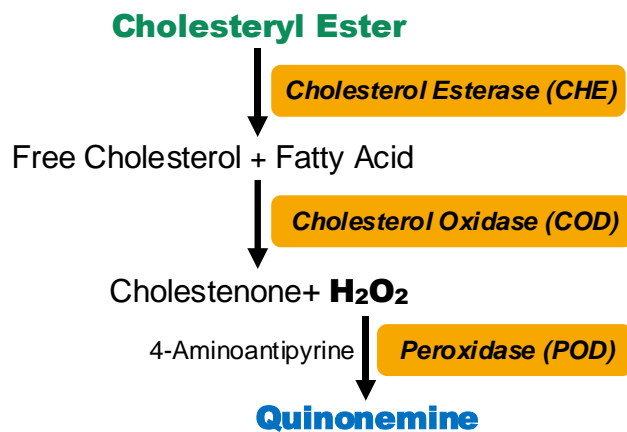 Cholesteryl Ester
Cholesterol Esterase (CHE)
Free Cholesterol + Fatty Acid
Cholesterol Oxidase (COD)
Cholestenone+ H₂O₂
4-Aminoantipyrine
Peroxidase (POD)
Quinonemine